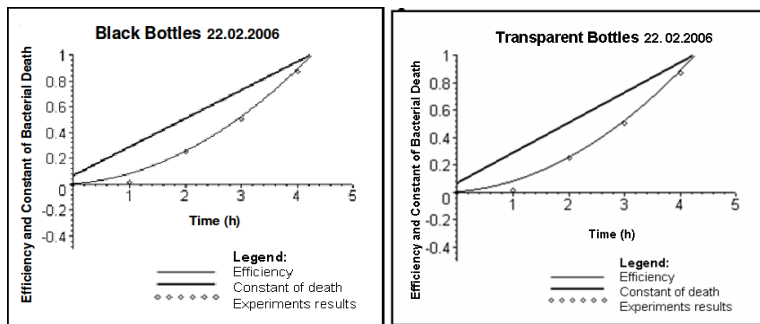 Black Bottles 22.02.2006
Efficiency and Constant of Bacterial Death
1
0.8
0.6
0.4
0.2
0
-0.2
-0.4
1 2 3 4 5
Time (h)
Legend:
Efficiency
Constant of death
Experiments results
Transparent Bottles 22.02.2006
Efficiency and Constant of Bacterial Death
1
0.8
0.6
0.4
0.2
0
-0.2
-0.4
1 2 3 4 5
Time (h)
Legend:
Efficiency
Constant of death
Experiments results